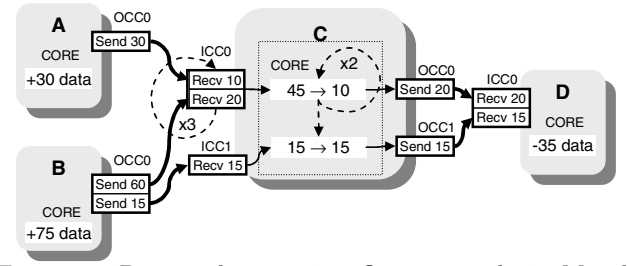 A
OCC0
Send 30
CORE
+30 data
B
OCC0
Send 60
Send 15
CORE
+75 data
ICC0
Recv 10
Recv 20
x3
ICC1
Recv 15
C
CORE
x2
45 → 10
15 → 15
OCC0
Send 20
OCC1
Send 15
ICC0
Recv 20
Recv 15
D
CORE
-35 data